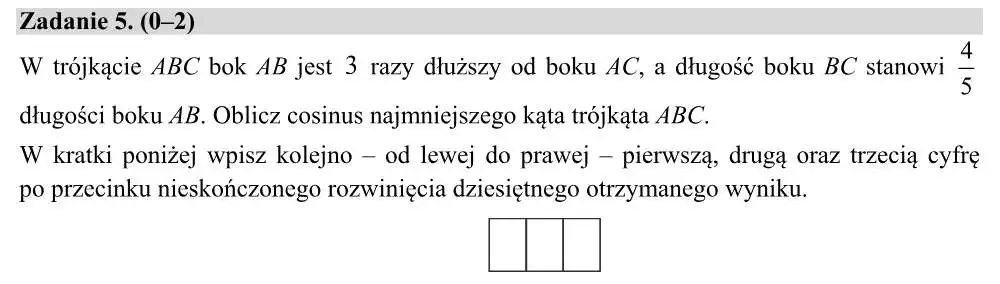 Zadanie 5. (0–2)
W trójkącie ABC bok AB jest 3 razy dłuższy od boku AC, a długość boku BC stanowi 4/5
długości boku AB. Oblicz cosinus najmniejszego kąta trójkąta ABC.
W kratki poniżej wpisz kolejno – od lewej do prawej – pierwszą, drugą oraz trzecią cyfrę
po przecinku nieskończonego rozwinięcia dziesiętnego otrzymanego wyniku.